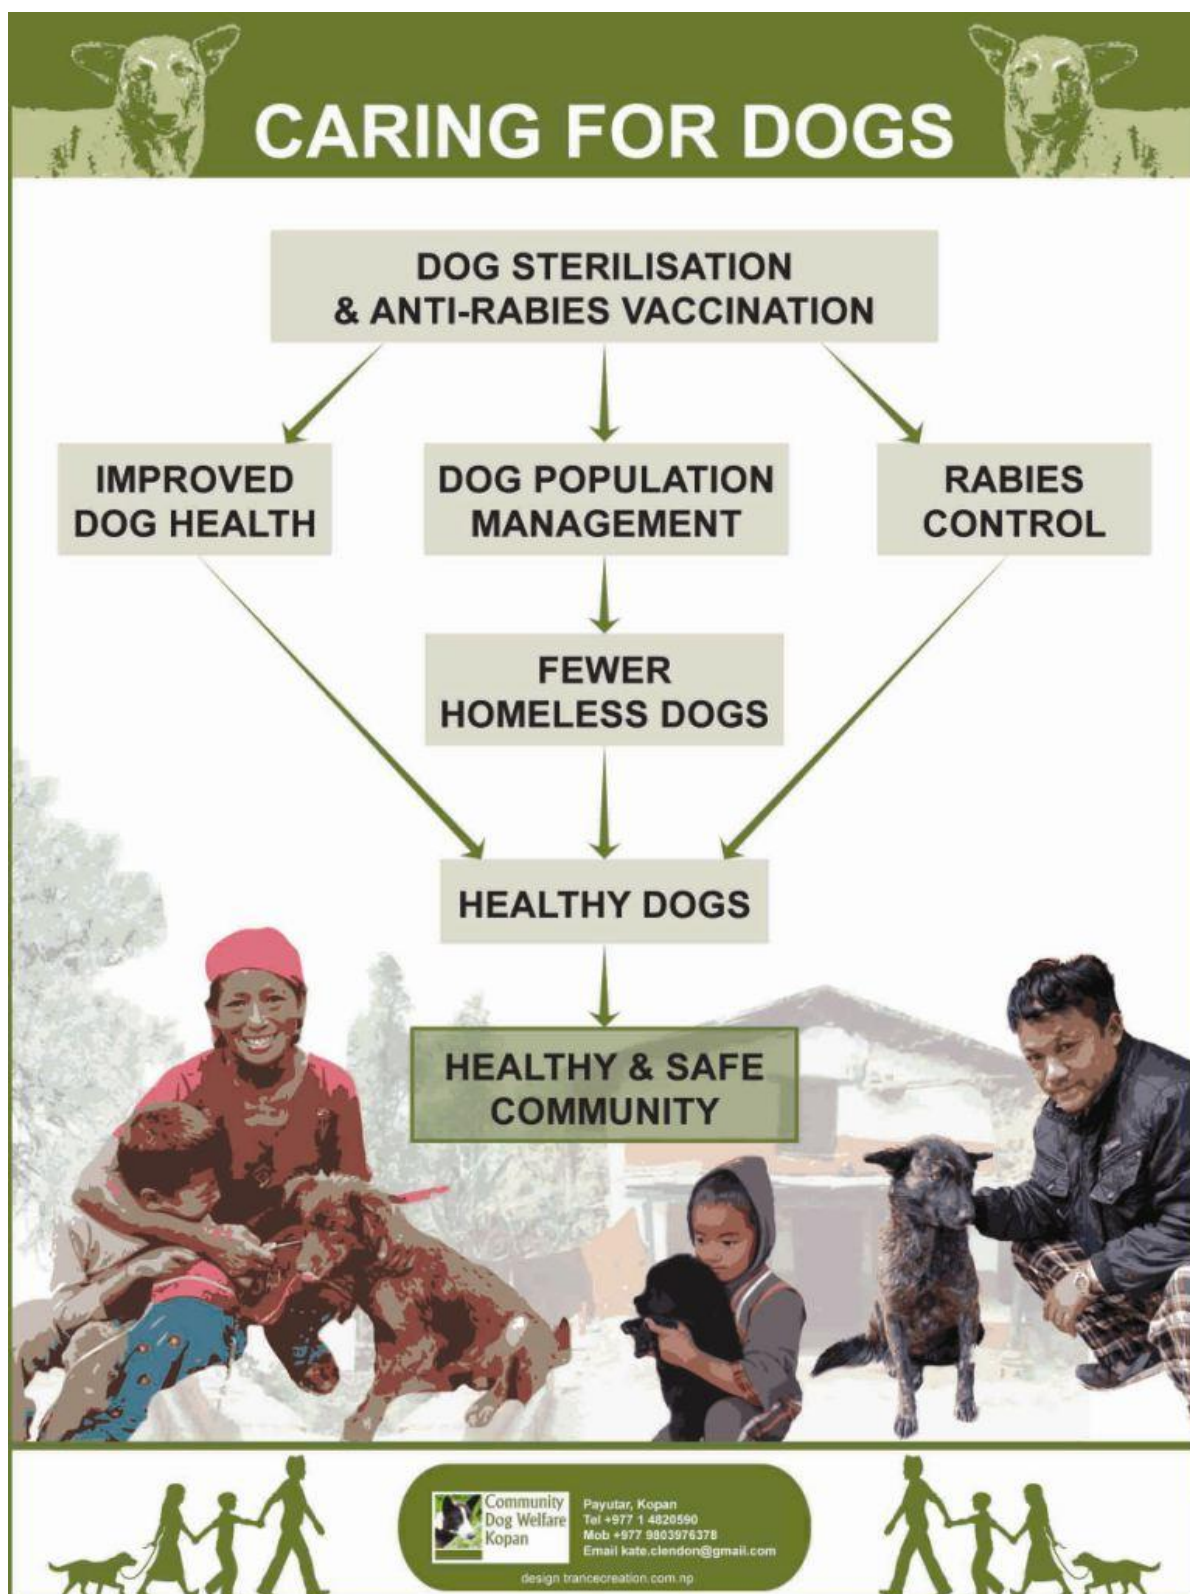 CARING FOR DOGS
DOG STERILISATION
& ANTI-RABIES VACCINATION
IMPROVED
DOG HEALTH
DOG POPULATION
MANAGEMENT
RABIES
CONTROL
FEWER
HOMELESS DOGS
HEALTHY DOGS
HEALTHY & SAFE
COMMUNITY
Community
Dog Welfare
Kopan
Payutar, Kopan
Tel +977 1 4820590
Mob +977 9803976378
Email kate.clendon@gmail.com
design trancecreation.com.np